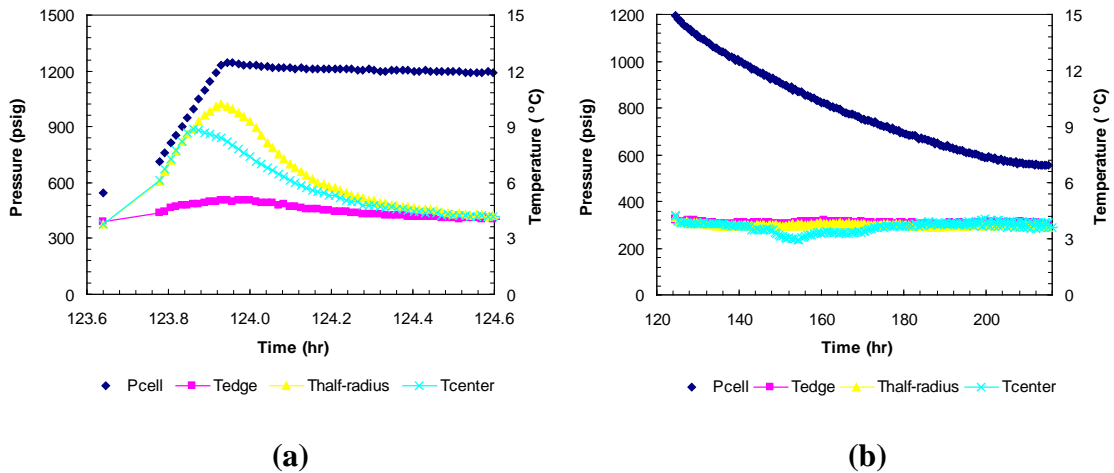 1500
1200
900
600
300
0
Pressure (psig)
15
12
9
6
3
0
Temperature ( °C)
123.6 123.8 124.0 124.2 124.4 124.6
Time (hr)
Pcell Tedge Thalf-radius Tcenter
(a)
1200
1000
800
600
400
200
0
Pressure (psig)
15
12
9
6
3
0
Temperature ( °C)
120 140 160 180 200
Time (hr)
Pcell Tedge Thalf-radius Tcenter
(b)